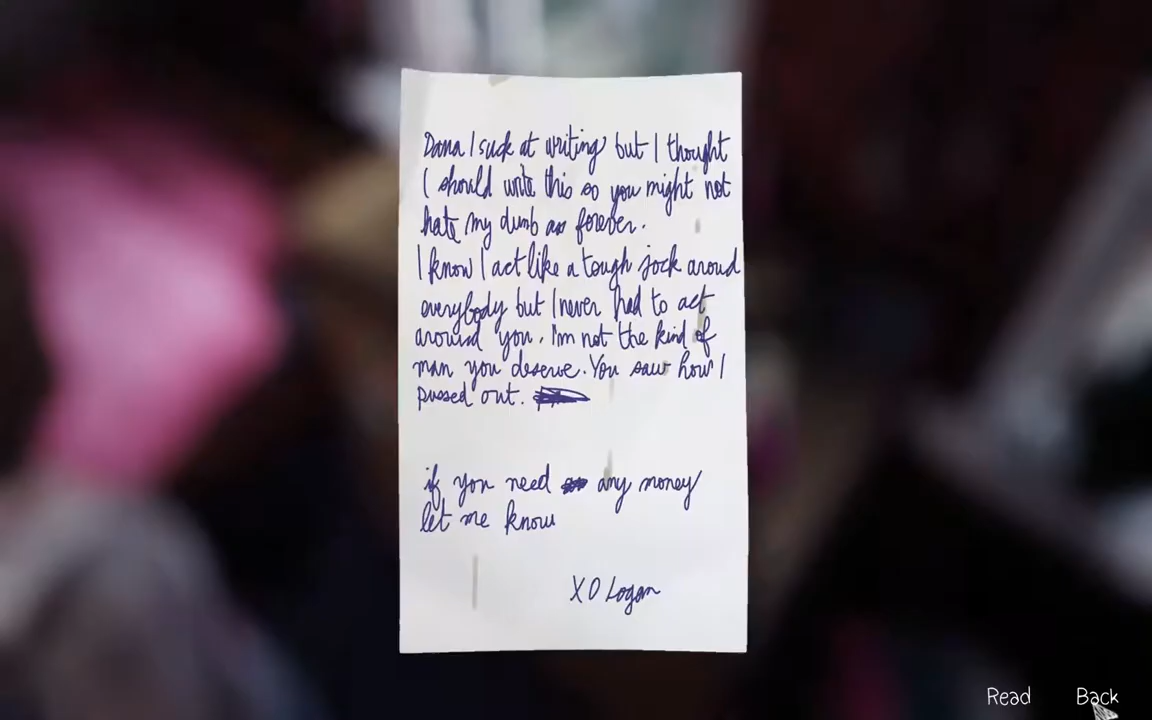 Dana I suck at writing but I thought
I should write this so you might not
hate my dumb ass forever.
I know I act like a tough jock aroud
everybody but I never had to act
around you. I'm not the kind of
man you deserve. You saw how I
pussed out.
if you need any money
let me know
XO Logan
Read Back